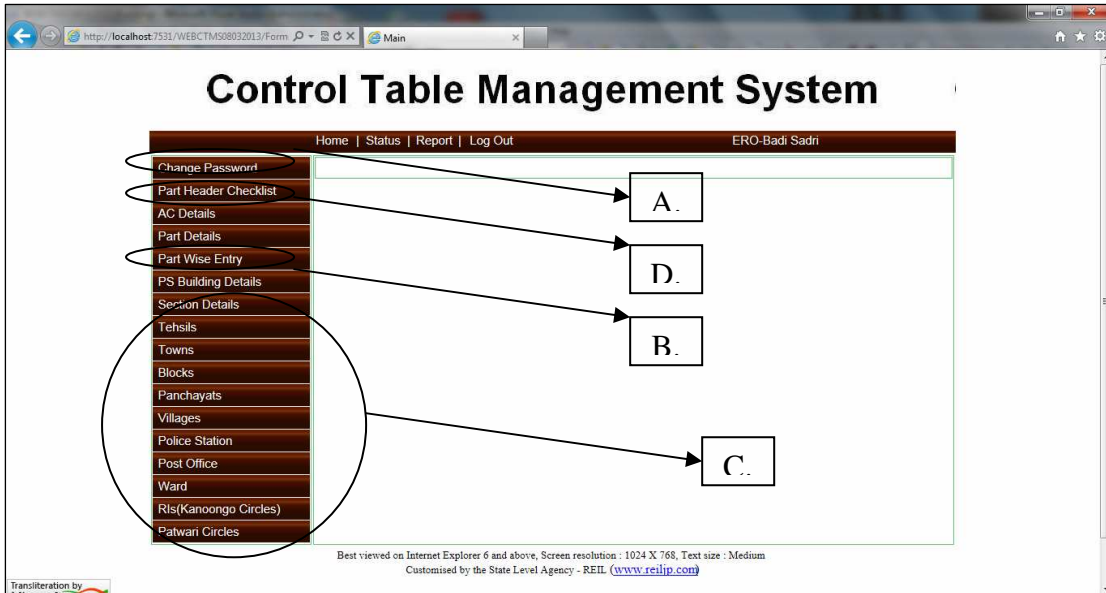 http://localhost:7531/WEBCTMS08032013/Form
Main
Control Table Management System
Home | Status | Report | Log Out
ERO-Badi Sadri
Change Password
Part Header Checklist
AC Details
Part Details
Part Wise Entry
PS Building Details
Section Details
Tehsils
Towns
Blocks
Panchayats
Villages
Police Station
Post Office
Ward
RIs(Kanoongo Circles)
Patwari Circles
A.
D.
B.
C.
Best viewed on Internet Explorer 6 and above, Screen resolution : 1024 X 768, Text size : Medium
Customised by the State Level Agency - REIL (www.reiljp.com)
Transliteration by